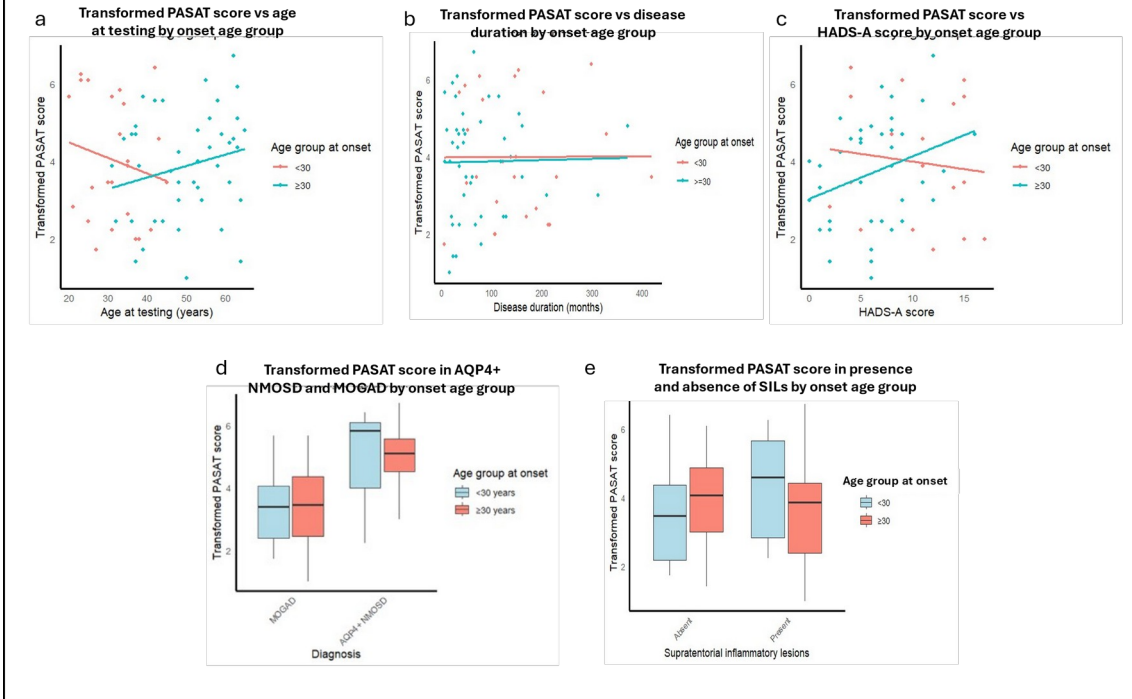 a
Transformed PASAT score vs age
at testing by onset age group
Transformed PASAT score
6
4
2
20 30 40 50 60
Age at testing (years)
Age group at onset
<30
≥30
b
Transformed PASAT score vs disease
duration by onset age group
Transformed PASAT score
6
4
2
0 100 200 300 400
Disease duration (months)
Age group at onset
<30
>=30
c
Transformed PASAT score vs
HADS-A score by onset age group
Transformed PASAT score
6
4
2
0 5 10 15
HADS-A score
Age group at onset
<30
≥30
d
Transformed PASAT score in AQP4+
NMOSD and MOGAD by onset age group
Transformed PASAT score
6
4
2
MOGAD
AQP4+ NMOSD
Diagnosis
Age group at onset
<30 years
≥30 years
e
Transformed PASAT score in presence
and absence of SILs by onset age group
Transformed PASAT score
6
4
2
Absent
Present
Supratentorial inflammatory lesions
Age group at onset
<30
≥30